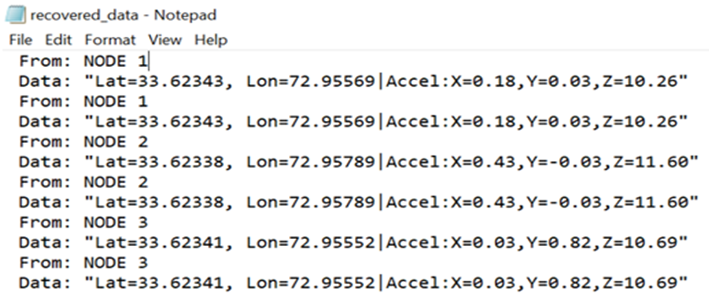 recovered_data - Notepad
File Edit Format View Help
From: NODE 1
Data: "Lat=33.62343, Lon=72.95569|Accel:X=0.18,Y=0.03,Z=10.26"
From: NODE 1
Data: "Lat=33.62343, Lon=72.95569|Accel:X=0.18,Y=0.03,Z=10.26"
From: NODE 2
Data: "Lat=33.62338, Lon=72.95789|Accel:X=0.43,Y=-0.03,Z=11.60"
From: NODE 2
Data: "Lat=33.62338, Lon=72.95789|Accel:X=0.43,Y=-0.03,Z=11.60"
From: NODE 3
Data: "Lat=33.62341, Lon=72.95552|Accel:X=0.03,Y=0.82,Z=10.69"
From: NODE 3
Data: "Lat=33.62341, Lon=72.95552|Accel:X=0.03,Y=0.82,Z=10.69"